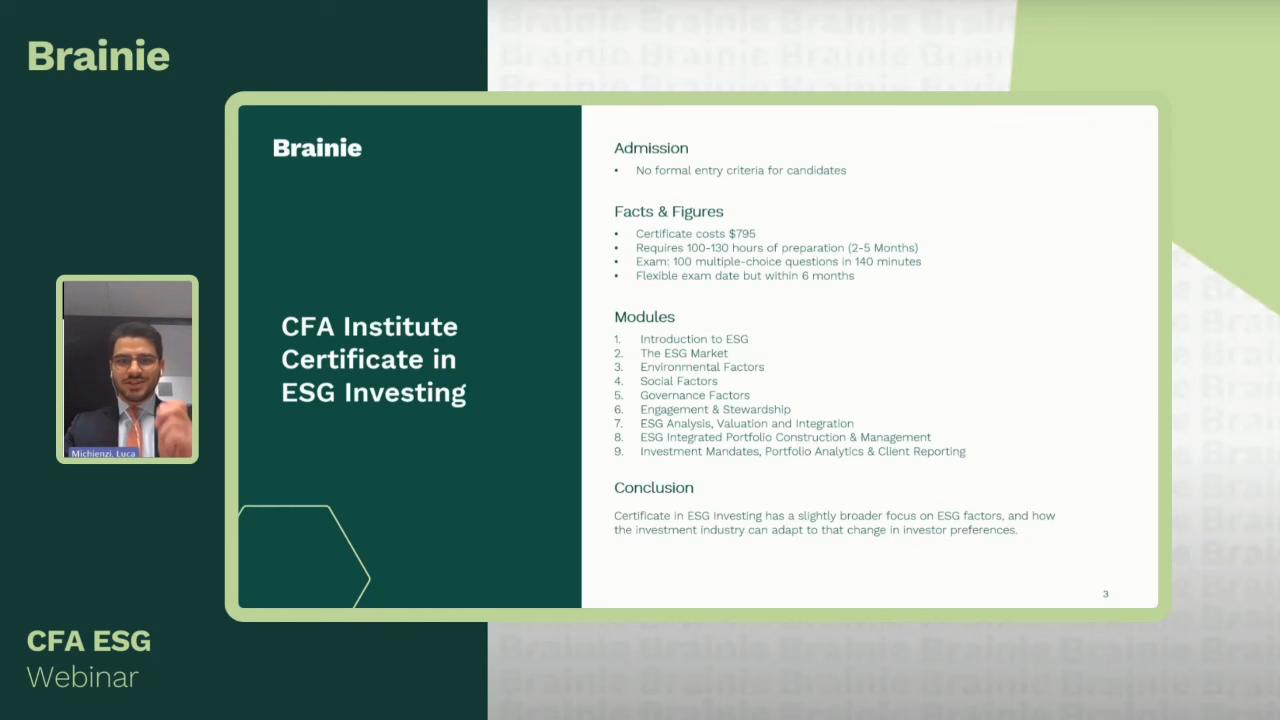 Brainie
Brainie
CFA Institute
Certificate in
ESG Investing
Admission
• No formal entry criteria for candidates
Facts & Figures
• Certificate costs $795
• Requires 100-130 hours of preparation (2-5 Months)
• Exam: 100 multiple-choice questions in 140 minutes
• Flexible exam date but within 6 months
Modules
1. Introduction to ESG
2. The ESG Market
3. Environmental Factors
4. Social Factors
5. Governance Factors
6. Engagement & Stewardship
7. ESG Analysis, Valuation and Integration
8. ESG Integrated Portfolio Construction & Management
9. Investment Mandates, Portfolio Analytics & Client Reporting
Conclusion
Certificate in ESG Investing has a slightly broader focus on ESG factors, and how
the investment industry can adapt to that change in investor preferences.
3
Michienzi, Luca
CFA ESG
Webinar